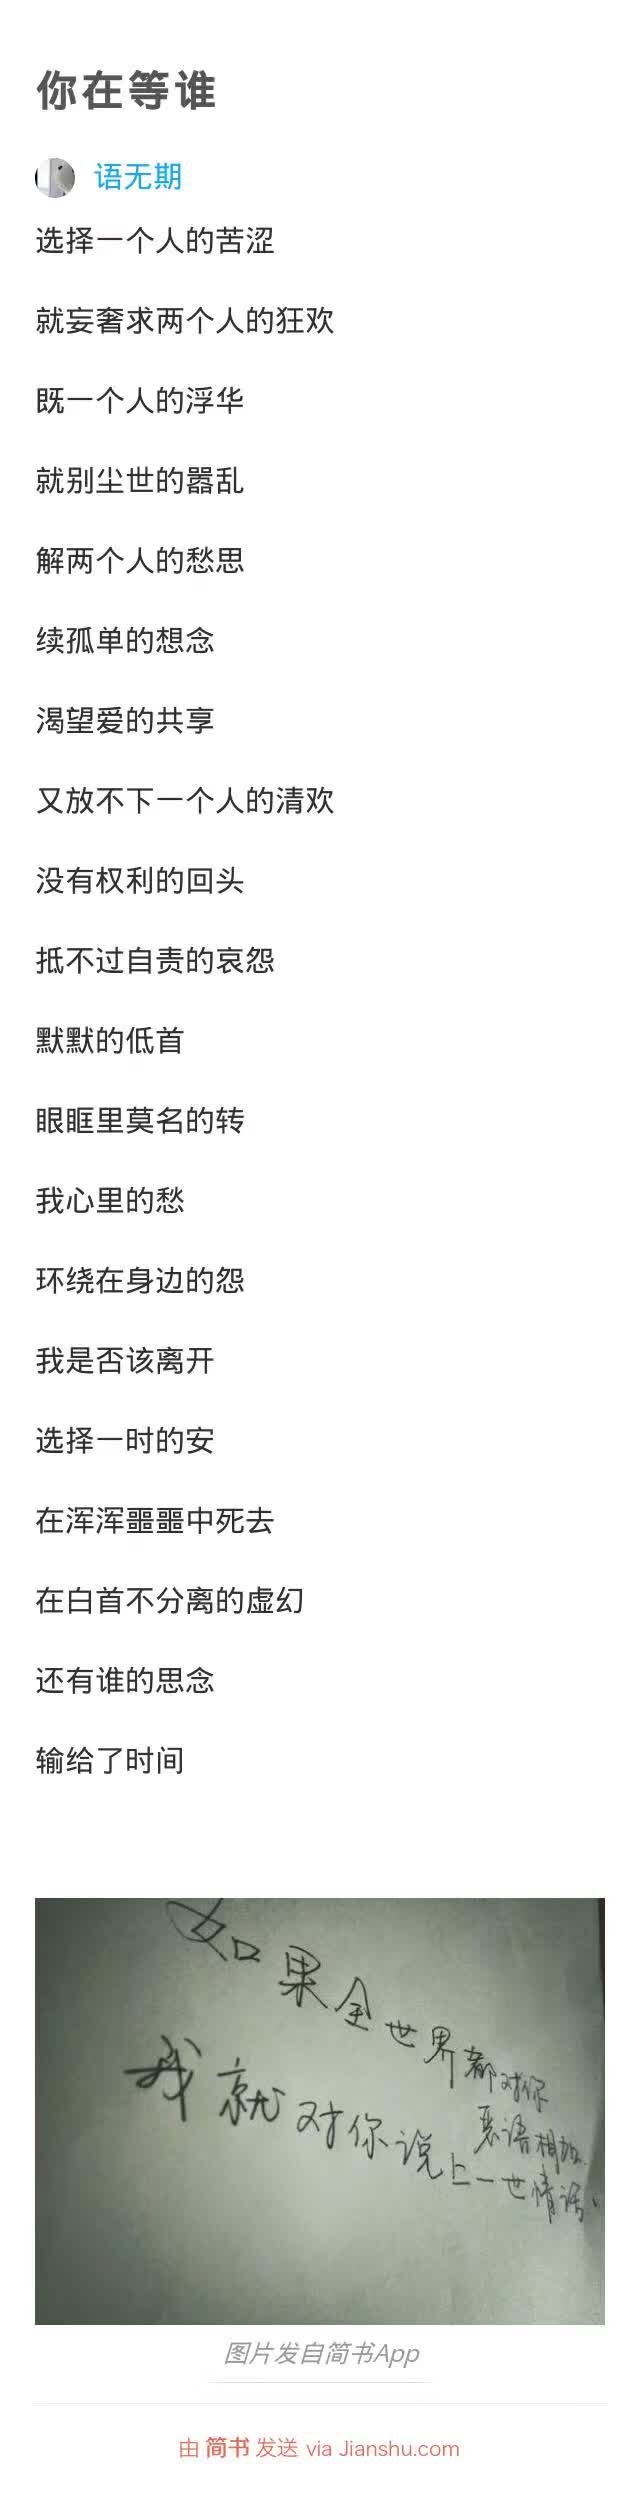 你在等谁
语无期
选择一个人的苦涩
就妄奢求两个人的狂欢
既一个人的浮华
就别尘世的嚣乱
解两个人的愁思
续孤单的想念
渴望爱的共享
又放不下一个人的清欢
没有权利的回头
抵不过自责的哀怨
默默的低首
眼眶里莫名的转
我心里的愁
环绕在身边的怨
我是否该离开
选择一时的安
在浑浑噩噩中死去
在白首不分离的虚幻
还有谁的思念
输给了时间
如果全世界都对你
恶语相加
我就对你说上一世情话
图片发自简书App
由 简书 发送 via Jianshu.com